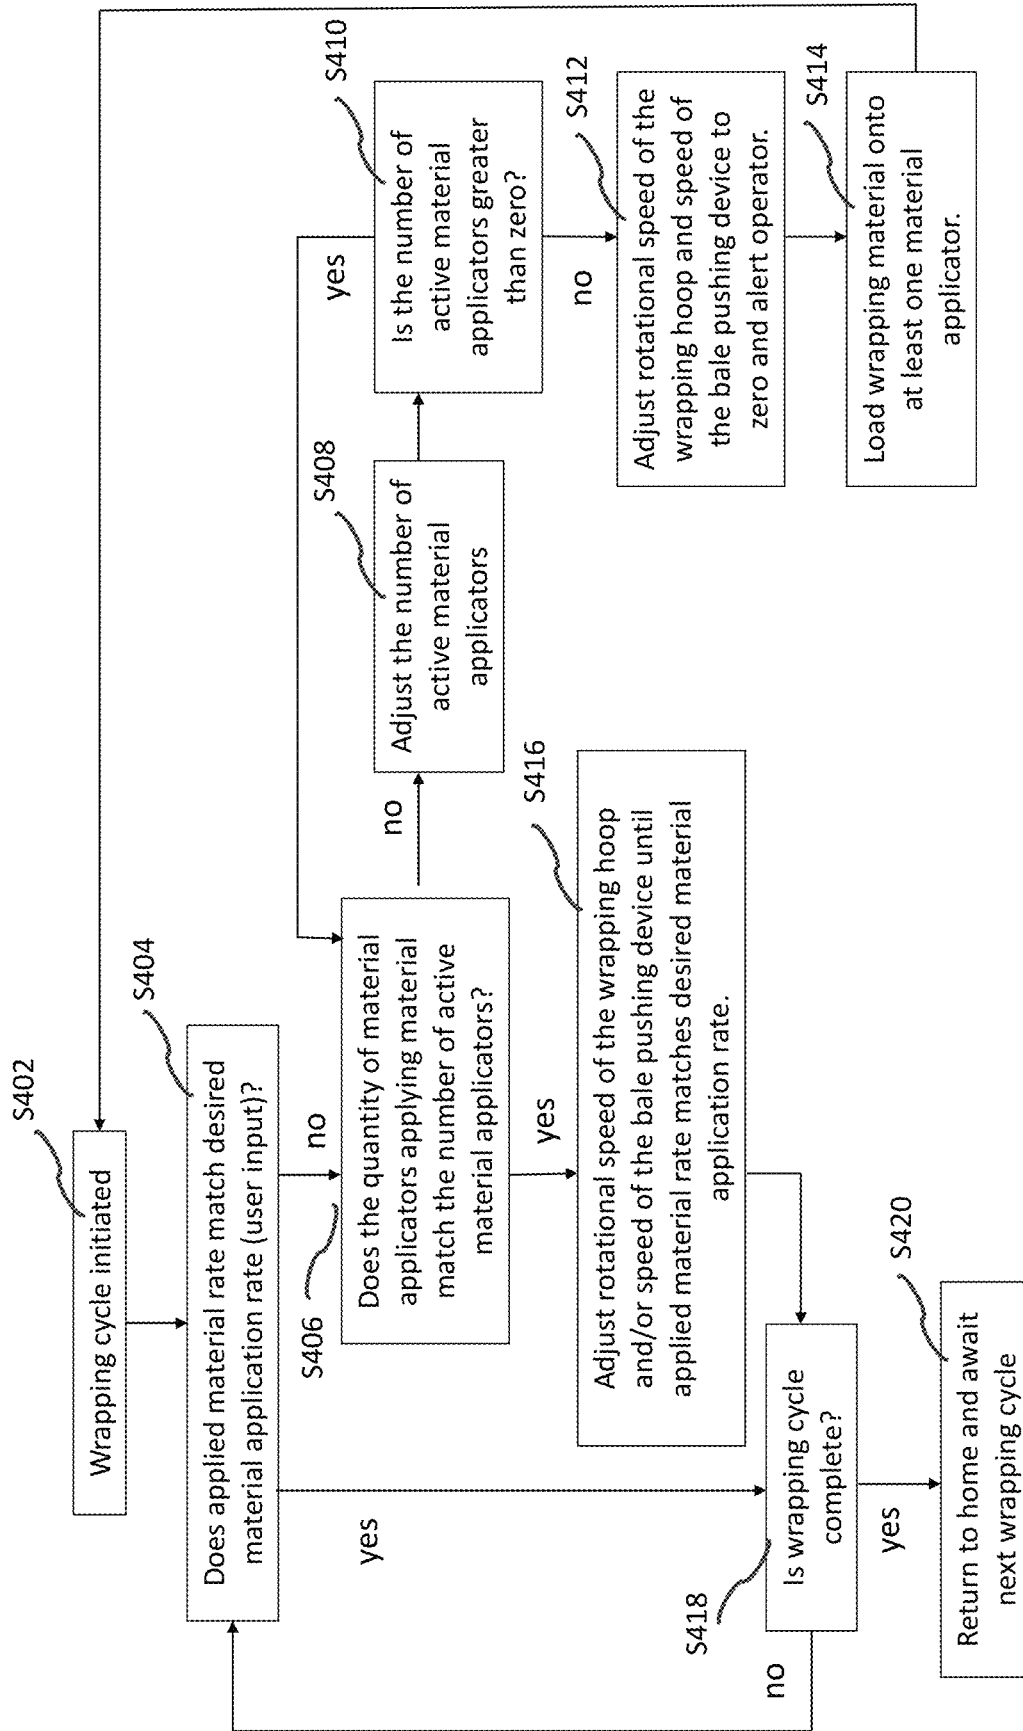 S402
Wrapping cycle initiated
S404
Does applied material rate match desired
material application rate (user input)?
no
yes
S406
Does the quantity of material
applicators applying material
match the number of active
material applicators?
no
yes
S408
Adjust the number of
active material
applicators
S410
Is the number of
active material
applicators greater
than zero?
yes
no
S412
Adjust rotational speed of the
wrapping hoop and speed of
the bale pushing device to
zero and alert operator.
S414
Load wrapping material onto
at least one material
applicator.
S416
Adjust rotational speed of the wrapping hoop
and/or speed of the bale pushing device until
applied material rate matches desired material
application rate.
S418
Is wrapping cycle
complete?
no
yes
S420
Return to home and await
next wrapping cycle